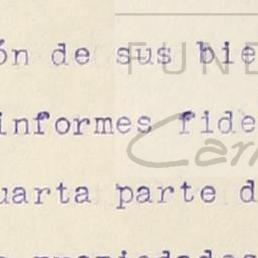 ón de sus bie
informes fide
uarta parte d